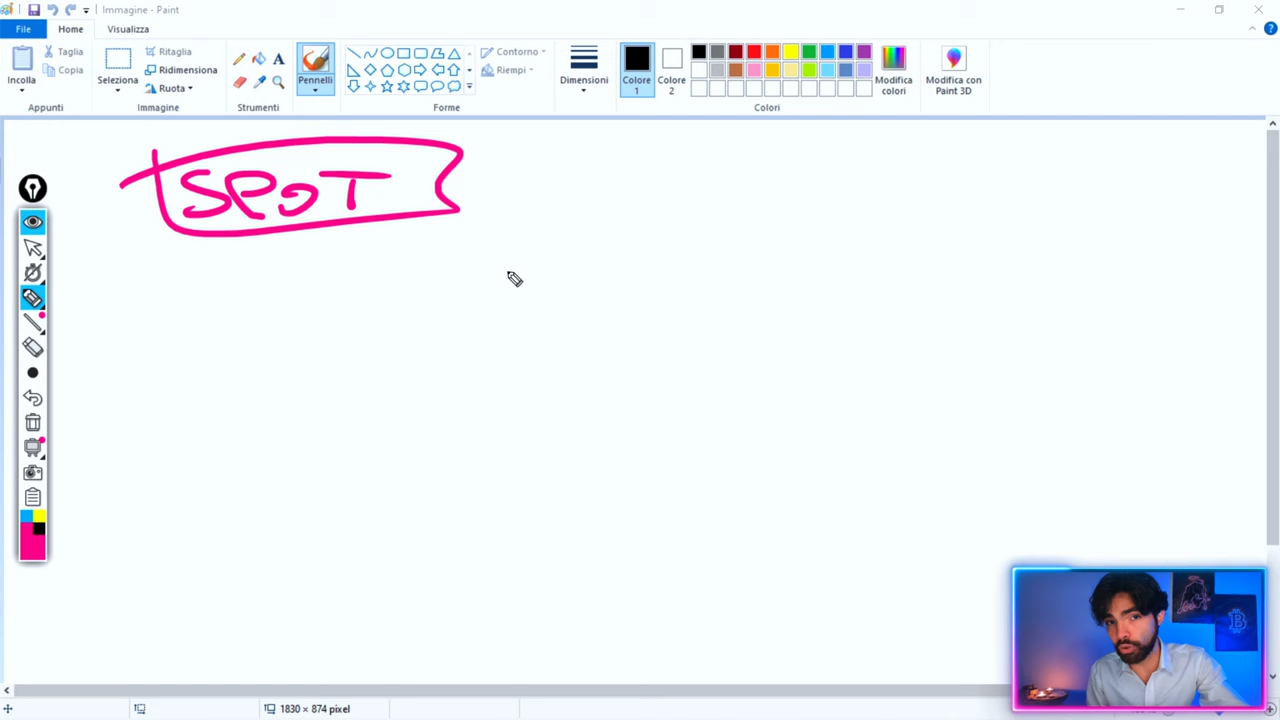 Immagine - Paint
File Home Visualizza
Incolla
Taglia
Copia
Appunti
Seleziona
Ritaglia
Ridimensiona
Ruota
Immagine
Strumenti
Pennelli
Contorno
Riempi
Forme
Dimensioni
Colore
1
Colore
2
Modifica
colori
Colori
Modifica con
Paint 3D
SPOT
1830 × 874 pixel